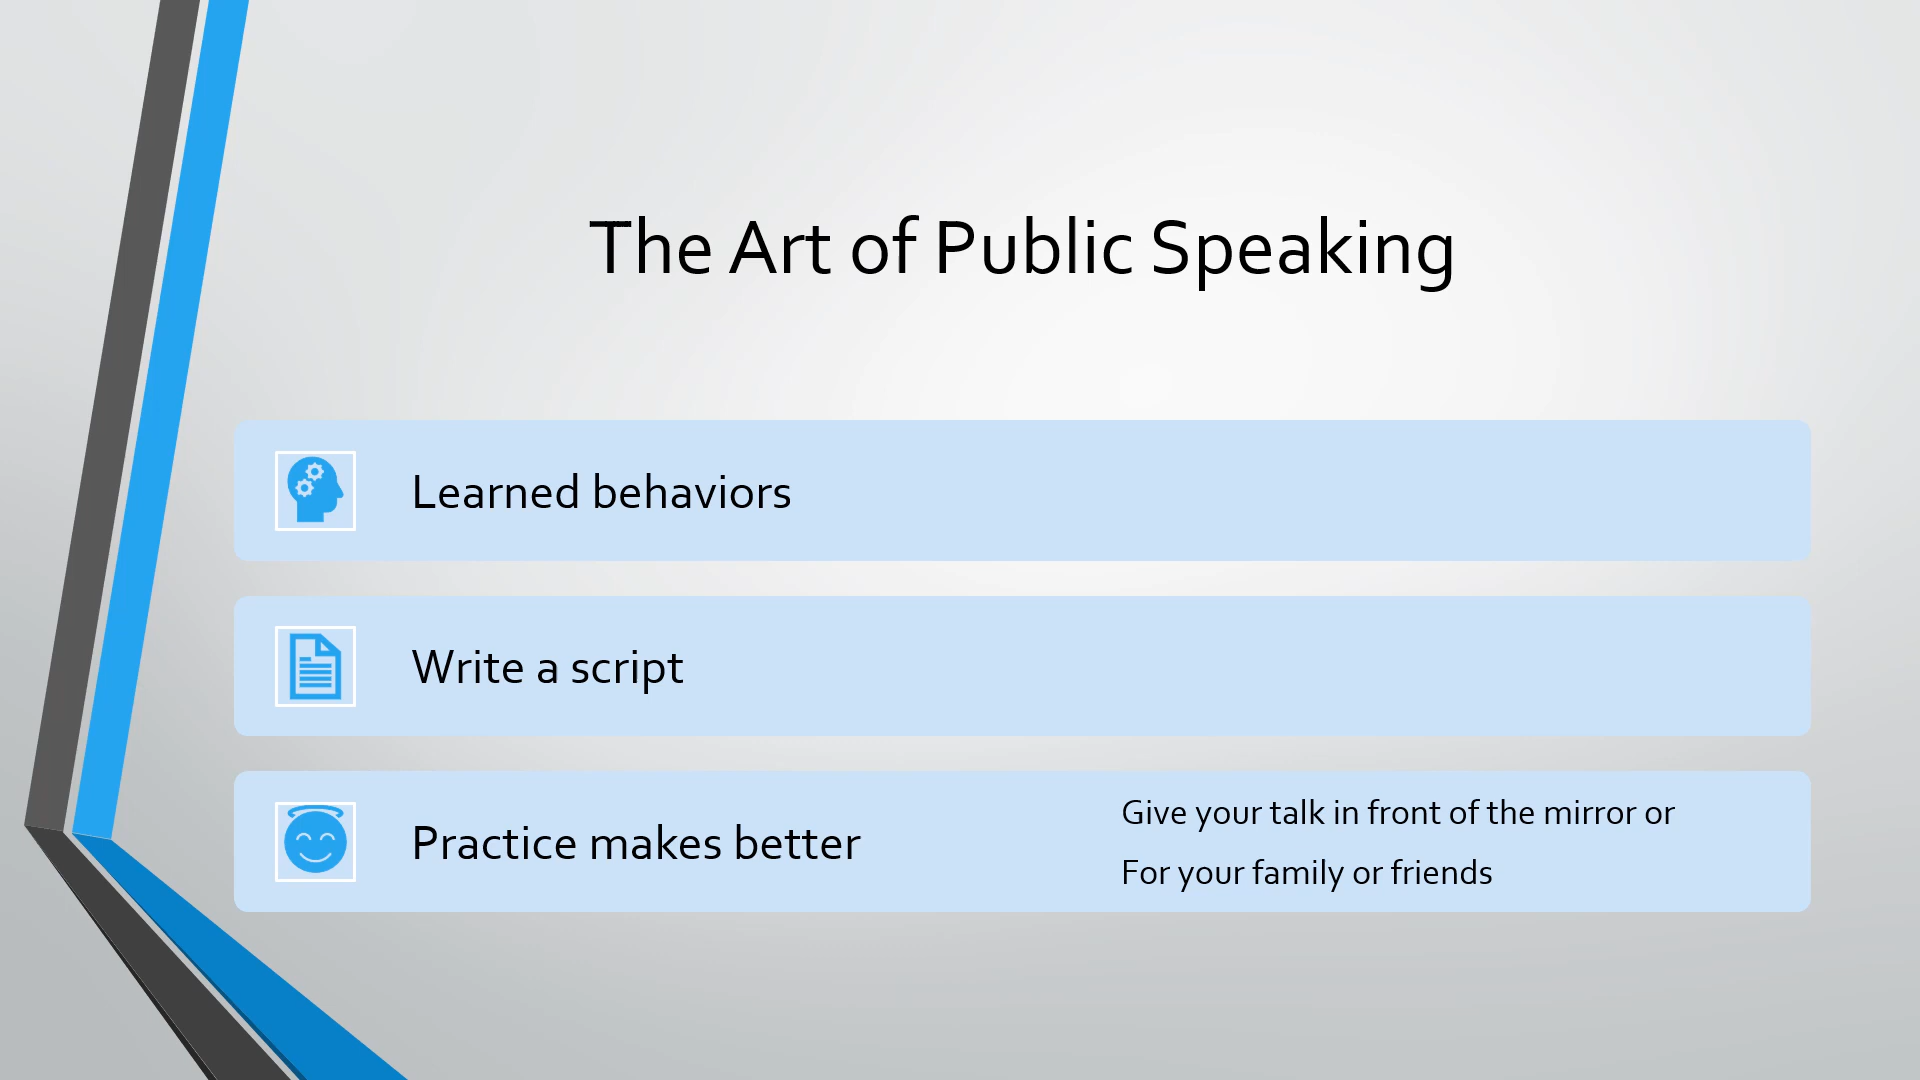 The Art of Public Speaking
Learned behaviors
Write a script
Practice makes better
Give your talk in front of the mirror or
For your family or friends